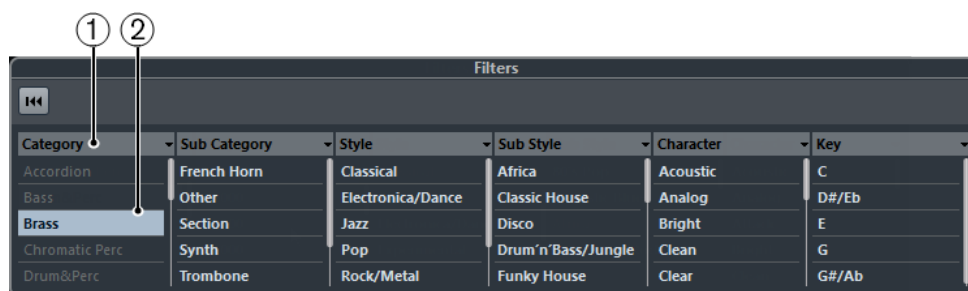 1 2
Filters
Category Sub Category Style Sub Style Character Key
Accordion French Horn Classical Africa Acoustic C
Bass Other Electronica/Dance Classic House Analog D#/Eb
Brass Section Jazz Disco Bright E
Chromatic Perc Synth Pop Drum´n´Bass/Jungle Clean G
Drum&Perc Trombone Rock/Metal Funky House Clear G#/Ab